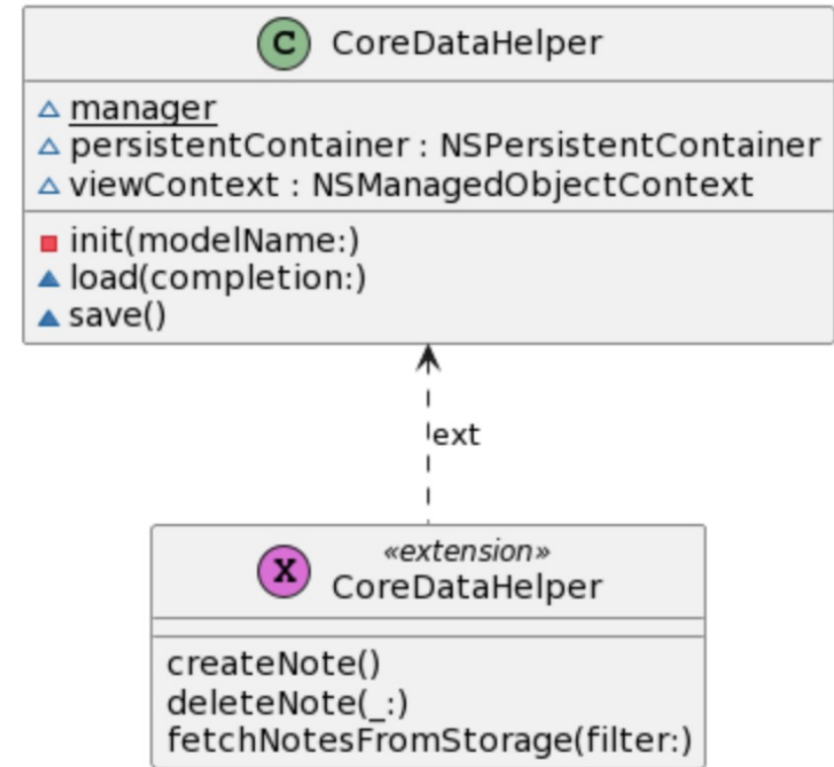 C CoreDataHelper
manager
persistentContainer : NSPersistentContainer
viewContext : NSManagedObjectContext
init(modelName:)
load(completion:)
save()
ext
«extension»
X CoreDataHelper
createNote()
deleteNote(_:)
fetchNotesFromStorage(filter:)